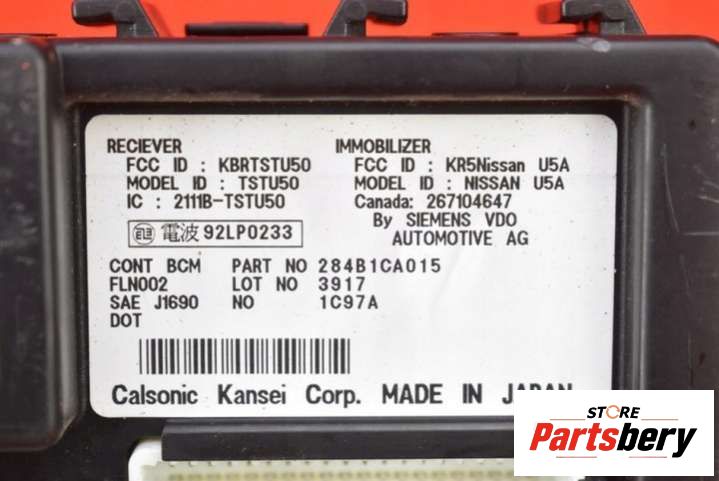 RECIEVER
FCC ID : KBRTSTU50
MODEL ID : TSTU50
IC : 2111B-TSTU50
電波 92LP0233
IMMOBILIZER
FCC ID : KR5Nissan U5A
MODEL ID : NISSAN U5A
Canada: 267104647
By SIEMENS VDO
AUTOMOTIVE AG
CONT BCM PART NO 284B1CA015
FLN002 LOT NO 3917
SAE J1690 NO 1C97A
DOT
Calsonic Kansei Corp. MADE IN JAPAN
STORE
Partsbery